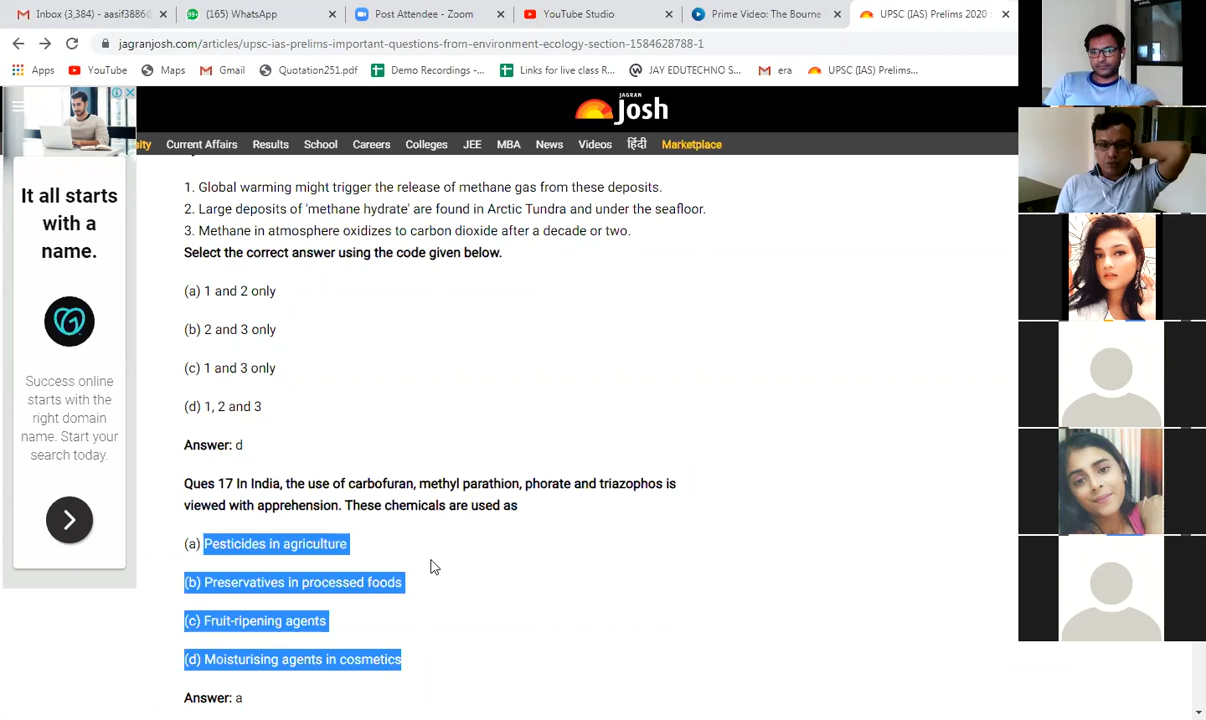 Inbox (3,384) - aasif3886@
(165) WhatsApp
Post Attendee - Zoom
YouTube Studio
Prime Video: The Bourne
UPSC (IAS) Prelims 2020
jagranjosh.com/articles/upsc-ias-prelims-important-questions-from-environment-ecology-section-1584628788-1
Apps
YouTube
Maps
Gmail
Quotation251.pdf
Demo Recordings -...
Links for live class R...
JAY EDUTECHNO S...
era
UPSC (IAS) Prelims...
JAGRAN
Josh
Current Affairs
Results
School
Careers
Colleges
JEE
MBA
News
Videos
हिंदी
Marketplace
It all starts
with a
name.
Success online
starts with the
right domain
name. Start your
search today.
1. Global warming might trigger the release of methane gas from these deposits.
2. Large deposits of 'methane hydrate' are found in Arctic Tundra and under the seafloor.
3. Methane in atmosphere oxidizes to carbon dioxide after a decade or two.
Select the correct answer using the code given below.
(a) 1 and 2 only
(b) 2 and 3 only
(c) 1 and 3 only
(d) 1, 2 and 3
Answer: d
Ques 17 In India, the use of carbofuran, methyl parathion, phorate and triazophos is
viewed with apprehension. These chemicals are used as
(a) Pesticides in agriculture
(b) Preservatives in processed foods
(c) Fruit-ripening agents
(d) Moisturising agents in cosmetics
Answer: a